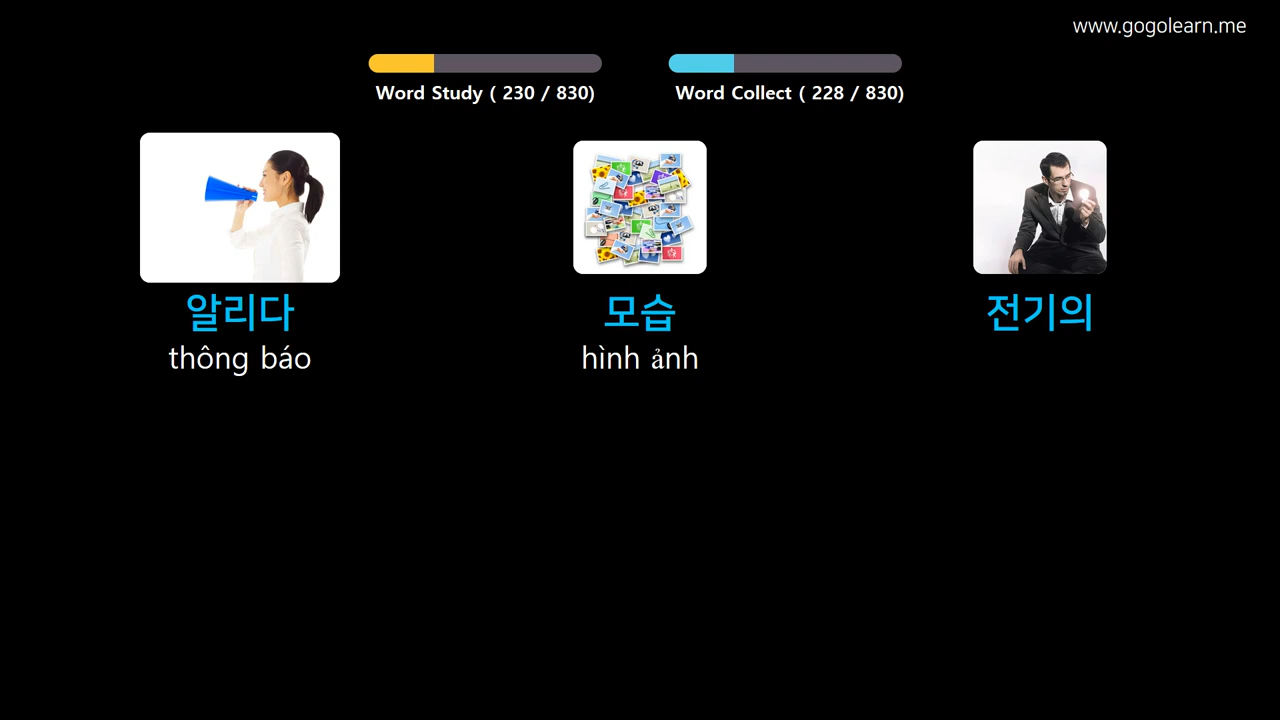 www.gogolearn.me
Word Study ( 230 / 830)
Word Collect ( 228 / 830)
알리다
thông báo
모습
hình ảnh
전기의